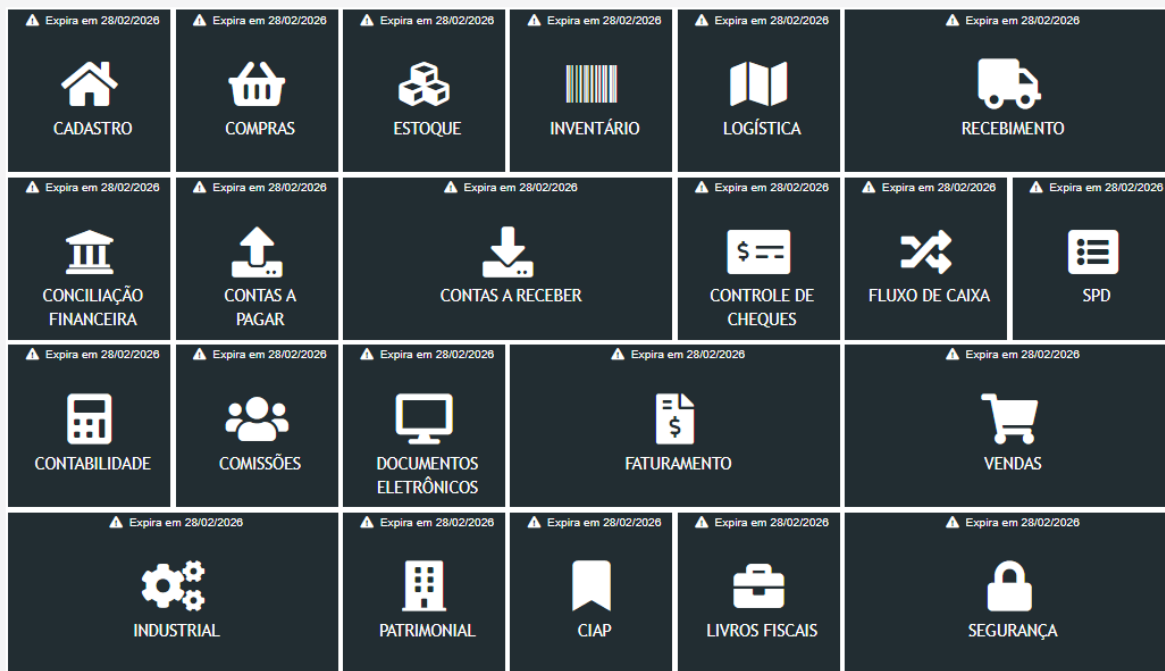 Expira em 28/02/2026
CADASTRO
Expira em 28/02/2026
COMPRAS
Expira em 28/02/2026
ESTOQUE
Expira em 28/02/2026
INVENTÁRIO
Expira em 28/02/2026
LOGÍSTICA
Expira em 28/02/2026
RECEBIMENTO
Expira em 28/02/2026
CONCILIAÇÃO
FINANCEIRA
Expira em 28/02/2026
CONTAS A
PAGAR
Expira em 28/02/2026
CONTAS A RECEBER
Expira em 28/02/2026
$
CONTROLE DE
CHEQUES
Expira em 28/02/2026
FLUXO DE CAIXA
Expira em 28/02/2026
SPD
Expira em 28/02/2026
CONTABILIDADE
Expira em 28/02/2026
COMISSÕES
Expira em 28/02/2026
DOCUMENTOS
ELETRÔNICOS
Expira em 28/02/2026
$
FATURAMENTO
Expira em 28/02/2026
VENDAS
Expira em 28/02/2026
INDUSTRIAL
Expira em 28/02/2026
PATRIMONIAL
Expira em 28/02/2026
CIAP
Expira em 28/02/2026
LIVROS FISCAIS
Expira em 28/02/2026
SEGURANÇA